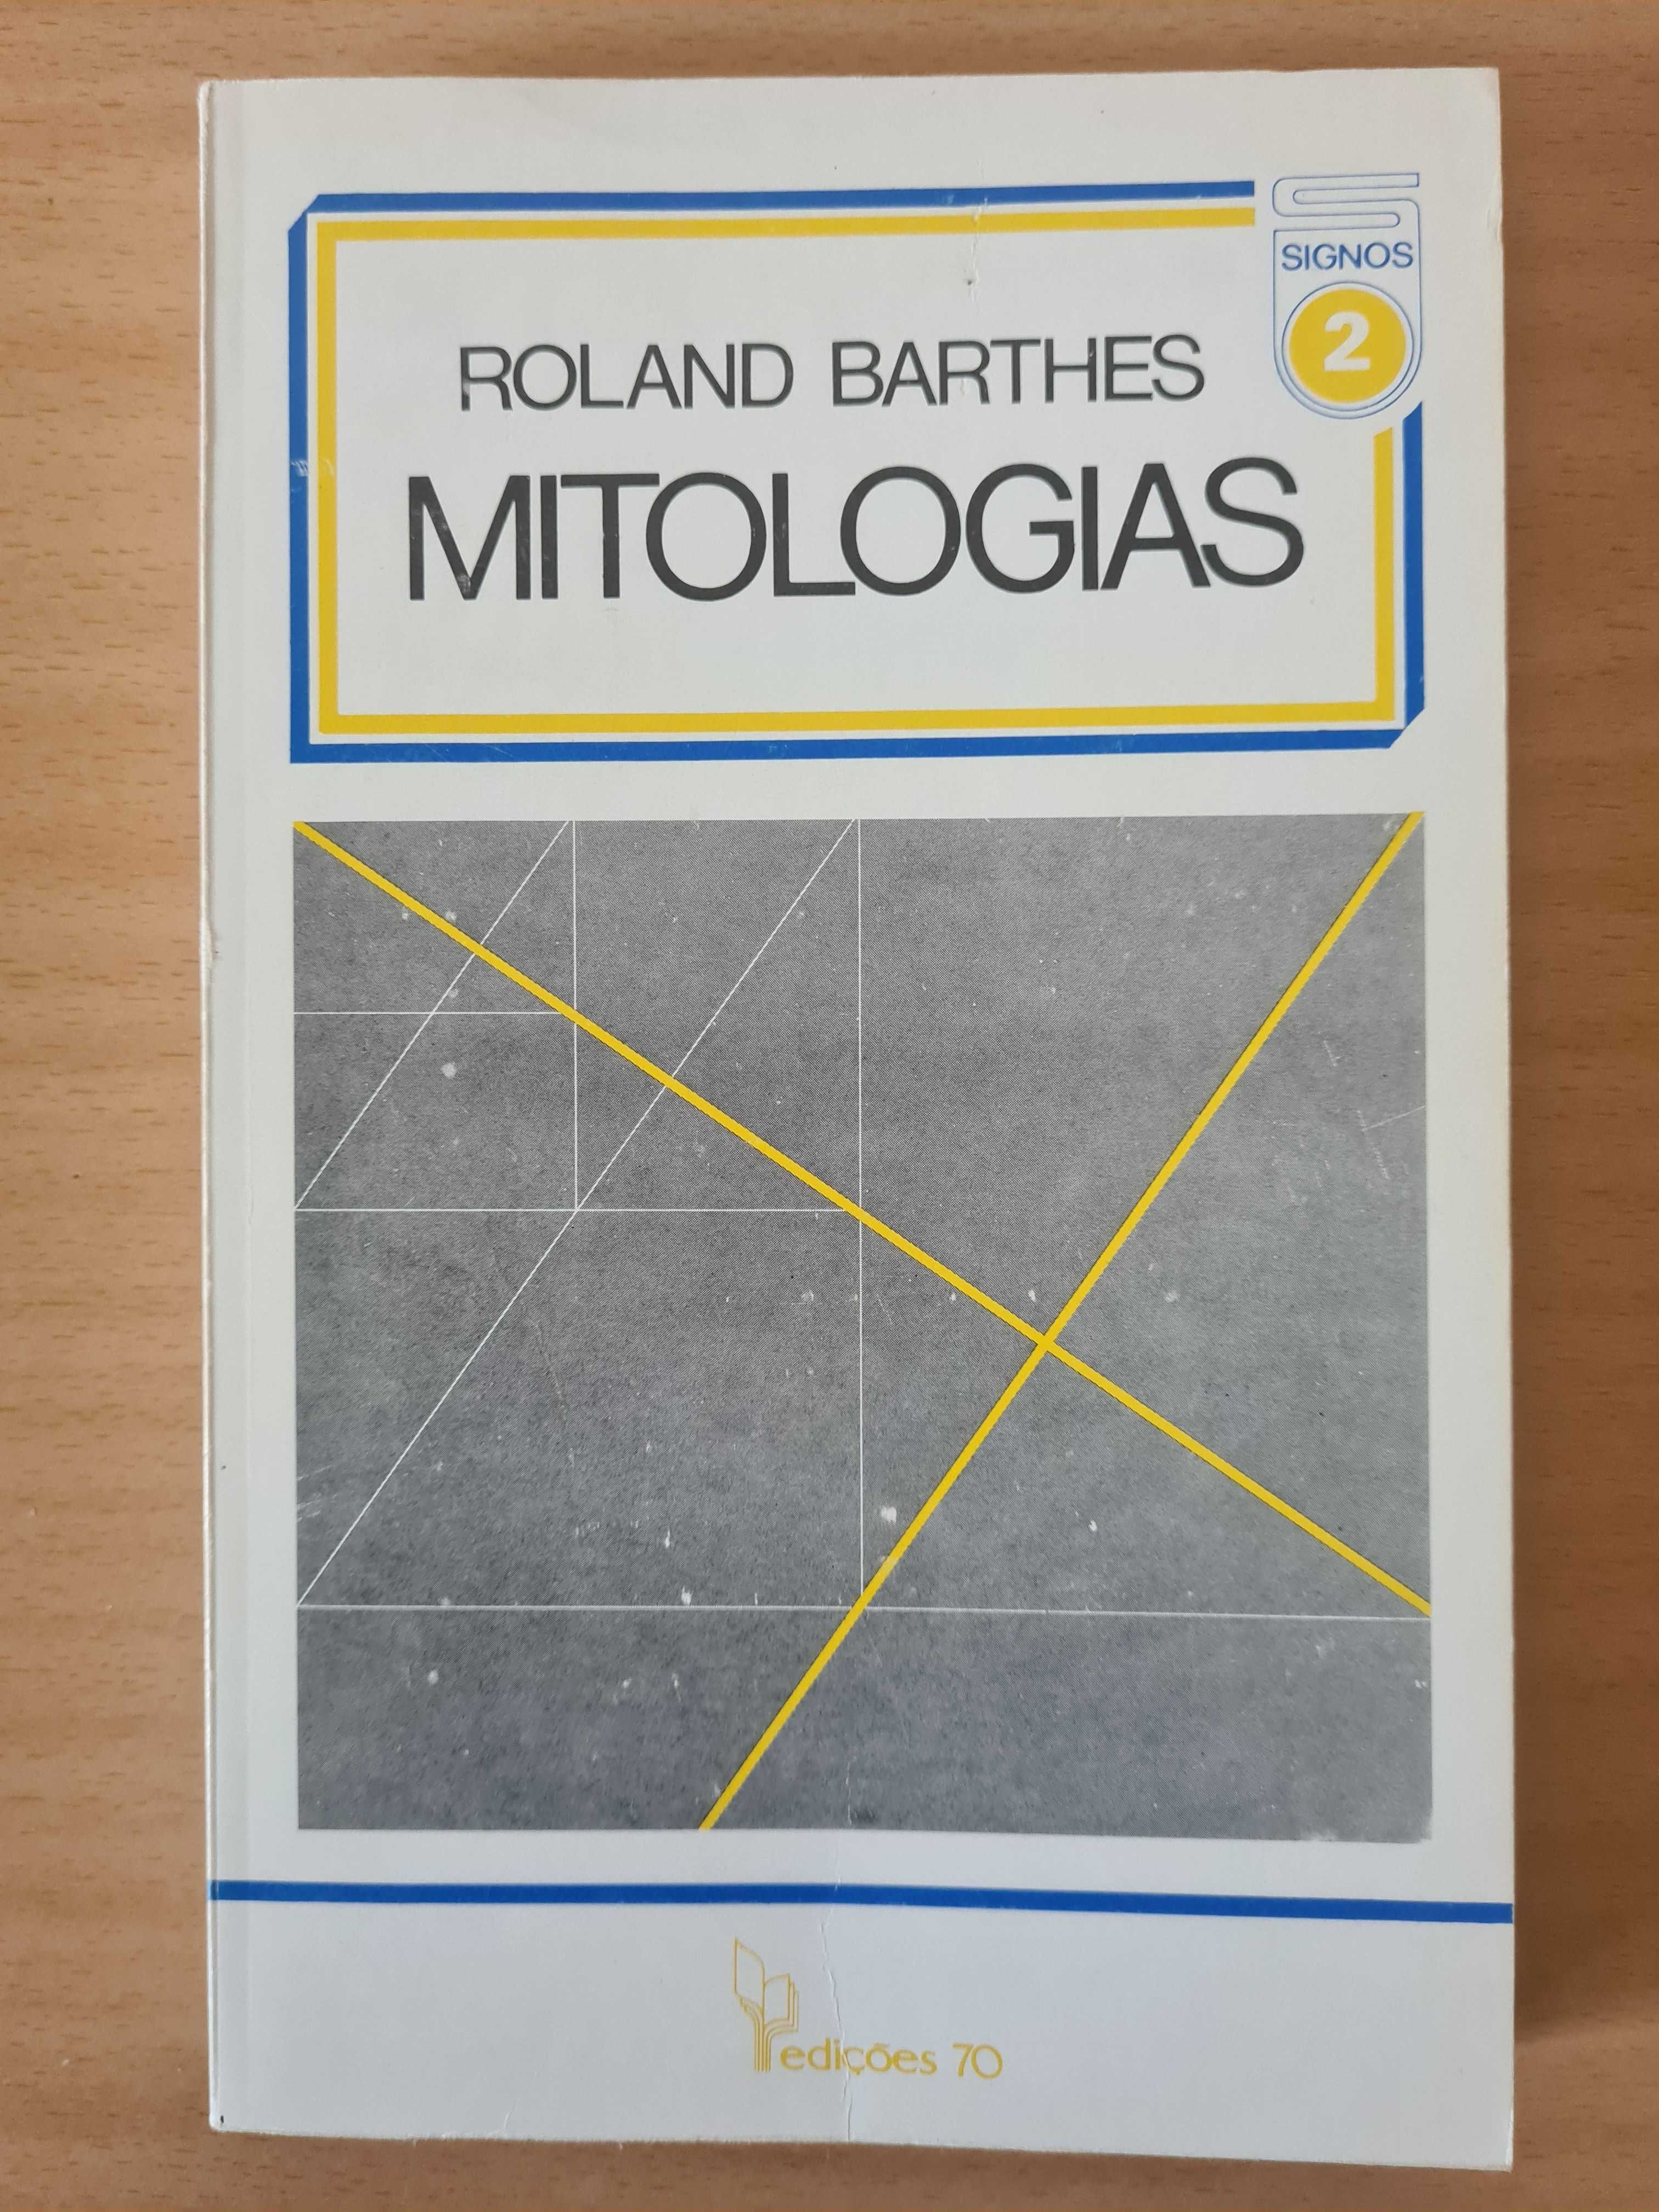 SIGNOS
2
ROLAND BARTHES
MITOLOGIAS
edições 70